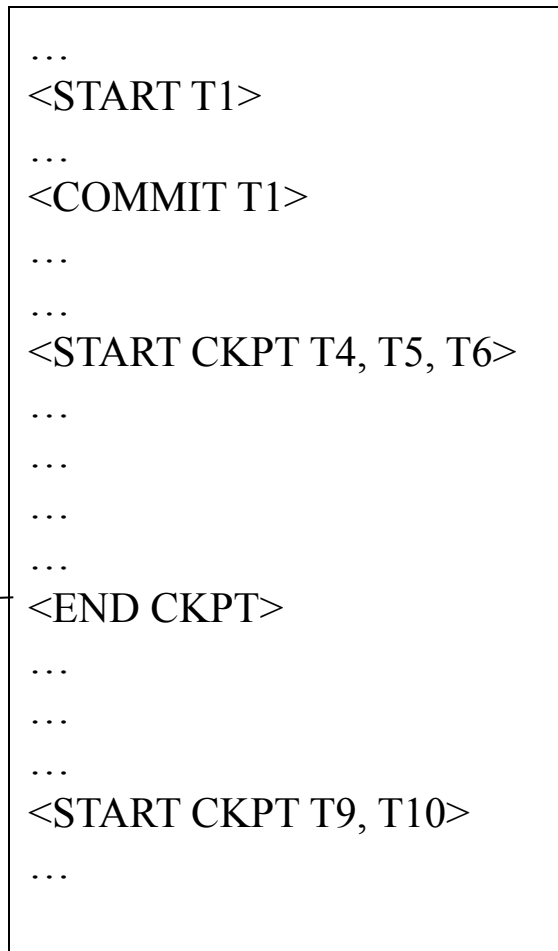 …
<START T1>
…
<COMMIT T1>
…
…
<START CKPT T4, T5, T6>
…
…
…
…
<END CKPT>
…
…
…
<START CKPT T9, T10>
…